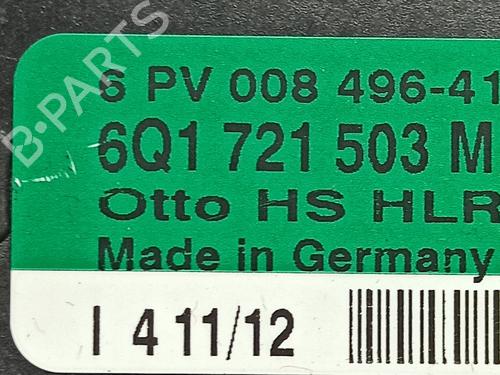 B-PARTS
6 PV 008 496-41
6Q1 721 503 M
Otto HS HLR
Made in Germany
I 4 11/12